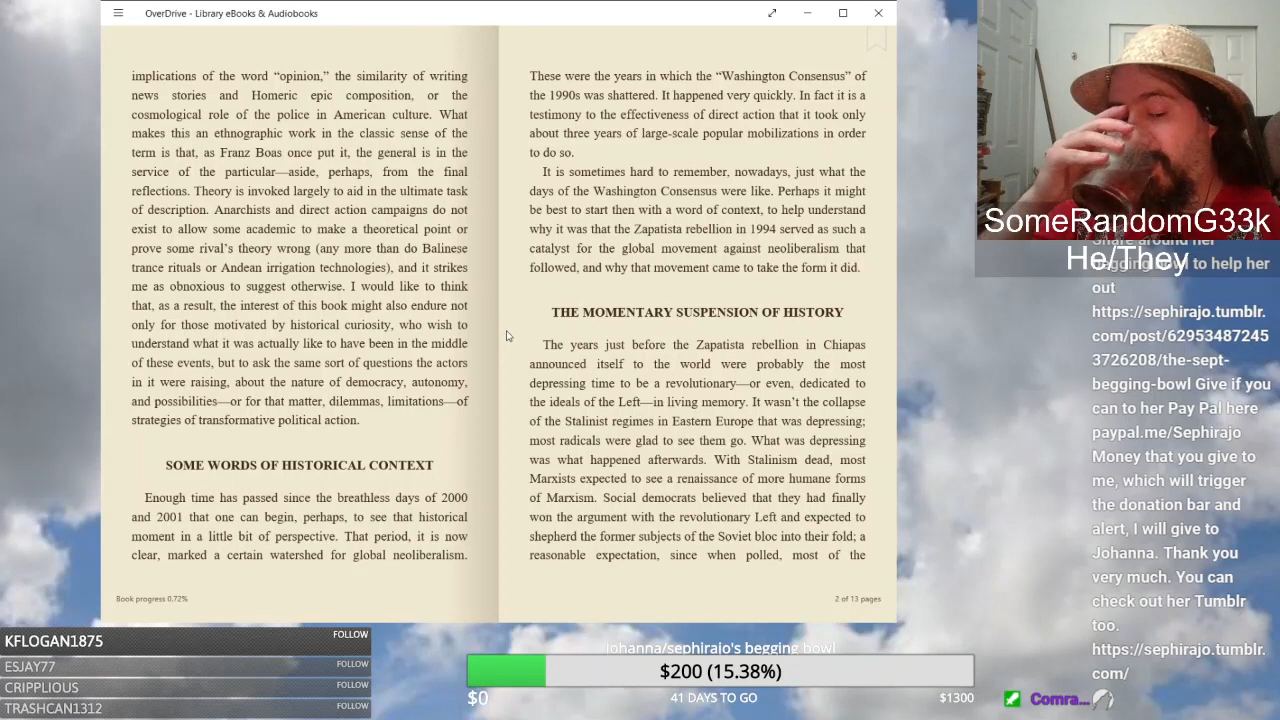 OverDrive - Library eBooks & Audiobooks
implications of the word “opinion,” the similarity of writing
news stories and Homeric epic composition, or the
cosmological role of the police in American culture. What
makes this an ethnographic work in the classic sense of the
term is that, as Franz Boas once put it, the general is in the
service of the particular—aside, perhaps, from the final
reflections. Theory is invoked largely to aid in the ultimate task
of description. Anarchists and direct action campaigns do not
exist to allow some academic to make a theoretical point or
prove some rival’s theory wrong (any more than do Balinese
trance rituals or Andean irrigation technologies), and it strikes
me as obnoxious to suggest otherwise. I would like to think
that, as a result, the interest of this book might also endure not
only for those motivated by historical curiosity, who wish to
understand what it was actually like to have been in the middle
of these events, but to ask the same sort of questions the actors
in it were raising, about the nature of democracy, autonomy,
and possibilities—or for that matter, dilemmas, limitations—of
strategies of transformative political action.
SOME WORDS OF HISTORICAL CONTEXT
Enough time has passed since the breathless days of 2000
and 2001 that one can begin, perhaps, to see that historical
moment in a little bit of perspective. That period, it is now
clear, marked a certain watershed for global neoliberalism.
Book progress 0.72%
These were the years in which the “Washington Consensus” of
the 1990s was shattered. It happened very quickly. In fact it is a
testimony to the effectiveness of direct action that it took only
about three years of large-scale popular mobilizations in order
to do so.
It is sometimes hard to remember, nowadays, just what the
days of the Washington Consensus were like. Perhaps it might
be best to start then with a word of context, to help understand
why it was that the Zapatista rebellion in 1994 served as such a
catalyst for the global movement against neoliberalism that
followed, and why that movement came to take the form it did.
THE MOMENTARY SUSPENSION OF HISTORY
The years just before the Zapatista rebellion in Chiapas
announced itself to the world were probably the most
depressing time to be a revolutionary—or even, dedicated to
the ideals of the Left—in living memory. It wasn’t the collapse
of the Stalinist regimes in Eastern Europe that was depressing;
most radicals were glad to see them go. What was depressing
was what happened afterwards. With Stalinism dead, most
Marxists expected to see a renaissance of more humane forms
of Marxism. Social democrats believed that they had finally
won the argument with the revolutionary Left and expected to
shepherd the former subjects of the Soviet bloc into their fold; a
reasonable expectation, since when polled, most of the
2 of 13 pages
SomeRandomG33k
He/They
Share around her
begging bowl to help her
out
https://sephirajo.tumblr.
com/post/62953487245
3726208/the-sept-
begging-bowl Give if you
can to her Pay Pal here
paypal.me/Sephirajo
Money that you give to
me, which will trigger
the donation bar and
alert, I will give to
Johanna. Thank you
very much. You can
check out her Tumblr
too.
https://sephirajo.tumblr.
com/
Comra...
KFLOGAN1875 FOLLOW
ESJAY77 FOLLOW
CRIPPLIOUS FOLLOW
TRASHCAN1312 FOLLOW
Johanna/sephirajo's begging bowl
$200 (15.38%)
$0 41 DAYS TO GO $1300